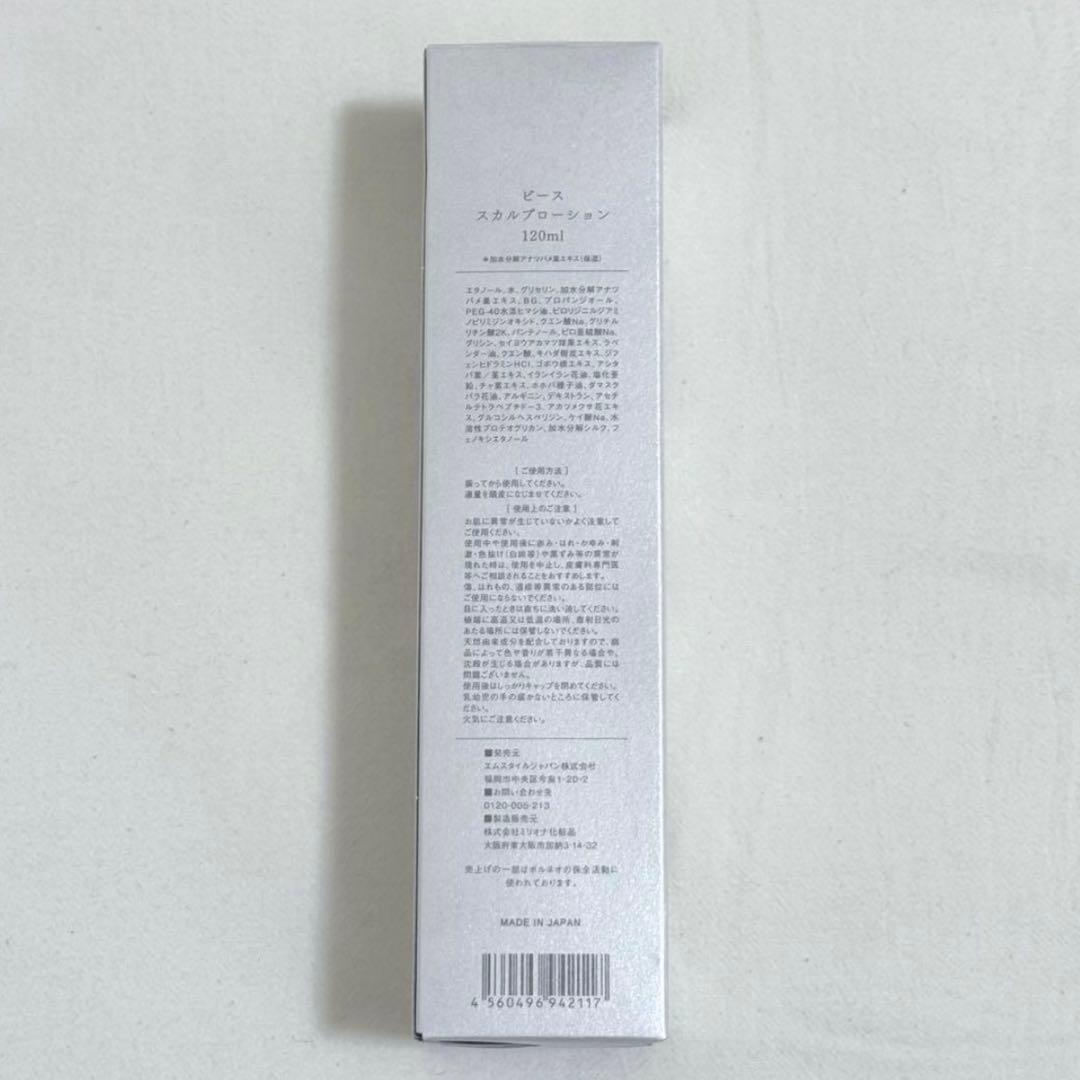 ビース
スカルプローション
120ml
＊加水分解アナツバメ巣エキス(保湿)
エタノール、水、グリセリン、加水分解アナツ
バメ巣エキス、BG、プロパンジオール、
PEG-40水添ヒマシ油、ピロリジニルジアミ
ノピリミジンオキシド、クエン酸Na、グリチル
リチン酸2K、パンテノール、ピロ亜硫酸Na、
グリシン、セイヨウアカマツ球果エキス、ラベ
ンダー油、クエン酸、キハダ樹皮エキス、ジフ
ェンヒドラミンHCl、ゴボウ根エキス、アシタ
バ葉/茎エキス、イランイラン花油、塩化亜
鉛、チャ葉エキス、ホホバ種子油、ダマスク
バラ花油、アルギニン、デキストラン、アセチ
ルテトラペプチド-3、アカツメクサ花エキ
ス、グルコシルヘスペリジン、ケイ酸Na、水
溶性プロテオグリカン、加水分解シルク、フ
ェノキシエタノール
[ご使用方法]
振ってから使用してください。
適量を頭皮になじませてください。
[使用上のご注意]
お肌に異常が生じていないかよく注意して
ご使用ください。
使用中や使用後に赤み・はれ・かゆみ・刺
激・色抜け(白斑等)や黒ずみ等の異常が
現れた時は、使用を中止し、皮膚科専門医
等へご相談されることをおすすめします。
傷、はれもの、湿疹等異常のある部位には
ご使用にならないでください。
目に入ったときは直ちに洗い流してください。
極端に高温又は低温の場所、直射日光の
あたる場所には保管しないでください。
天然由来成分を配合しておりますので、商
品によって色や香りが若干異なる場合や、
沈殿が生じる場合がありますが、品質には
問題ございません。
使用後はしっかりキャップを閉めてください。
乳幼児の手の届かないところに保管してく
ださい。
火気にご注意ください。
■発売元
エムスタイルジャパン株式会社
福岡市中央区今泉1-20-2
■お問い合わせ先
0120-005-213
■製造販売元
株式会社ミリオナ化粧品
大阪府東大阪市加納3-14-32
売上げの一部はボルネオの保全活動に
使われております。
MADE IN JAPAN
4 560496 942117